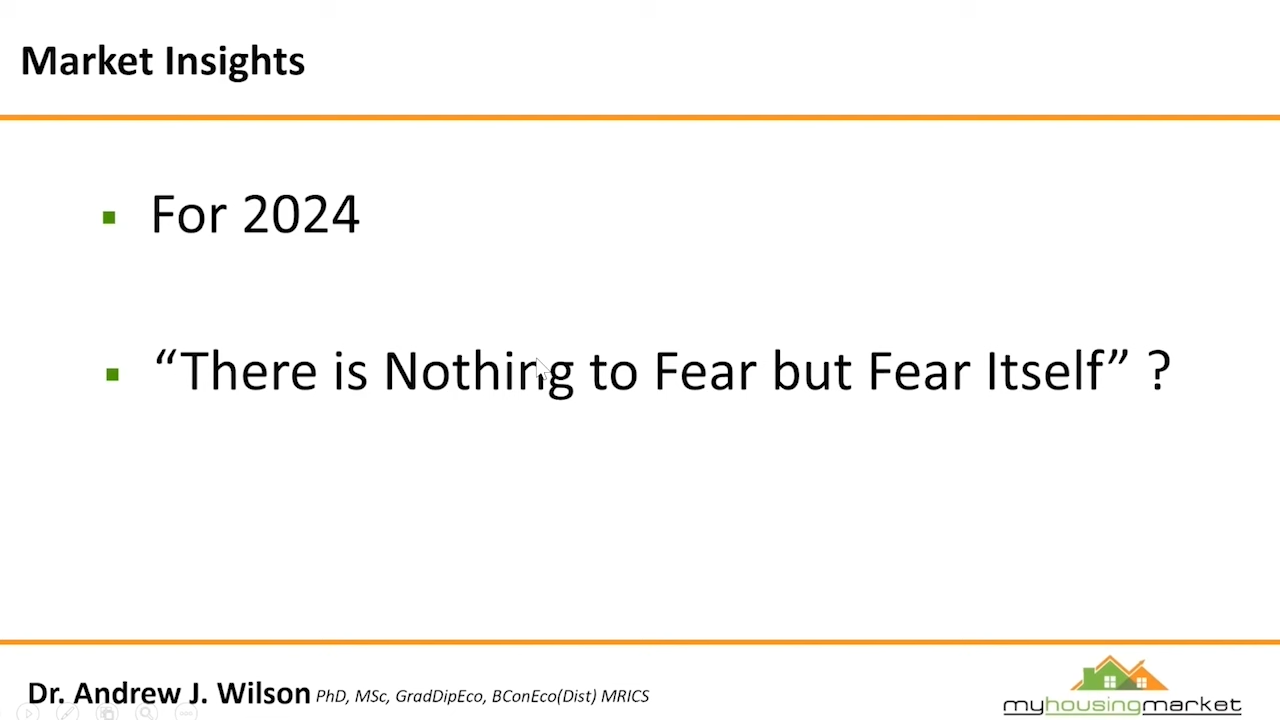 Market Insights
▪ For 2024
▪ “There is Nothing to Fear but Fear Itself” ?
Dr. Andrew J. Wilson PhD, MSc, GradDipEco, BConEco(Dist) MRICS
myhousingmarket